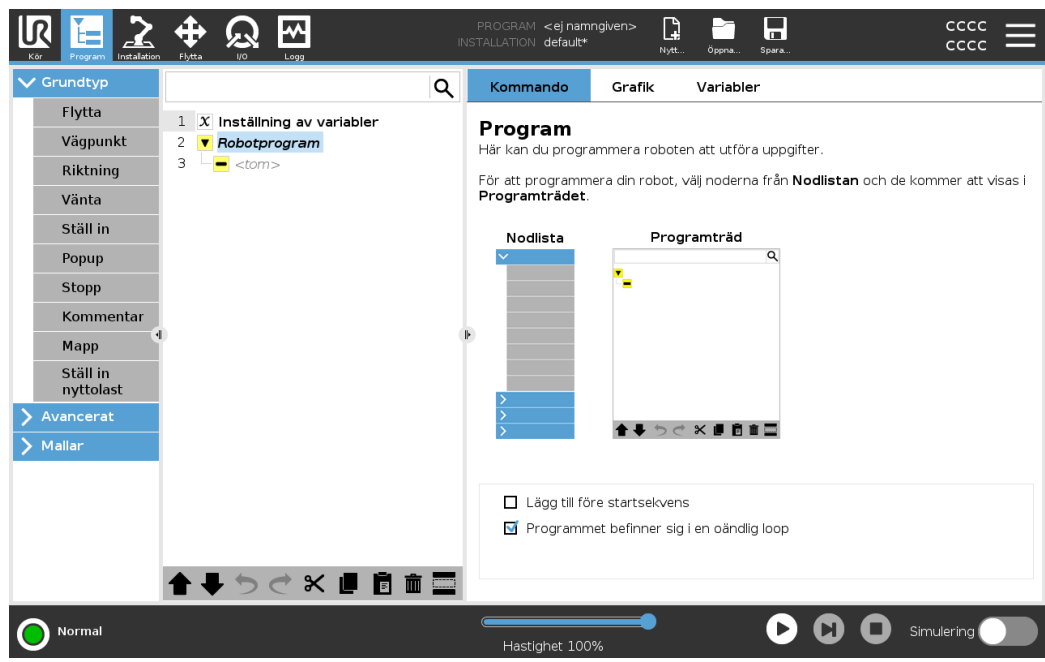 PROGRAM <ej namngiven>
INSTALLATION default*
Kör
Program
Installation
Flytta
I/O
Logg
Nytt...
Öppna...
Spara...
CCCC
CCCC
Grundtyp
Flytta
Vägpunkt
Riktning
Vänta
Ställ in
Popup
Stopp
Kommentar
Mapp
Ställ in
nyttolast
Avancerat
Mallar
1 X Inställning av variabler
2 Robotprogram
3 <tom>
Kommando
Grafik
Variabler
Program
Här kan du programmera roboten att utföra uppgifter.
För att programmera din robot, välj noderna från Nodlistan och de kommer att visas i
Programträdet.
Nodlista
Programträd
Lägg till före startsekvens
Programmet befinner sig i en oändlig loop
Normal
Hastighet 100%
Simulering